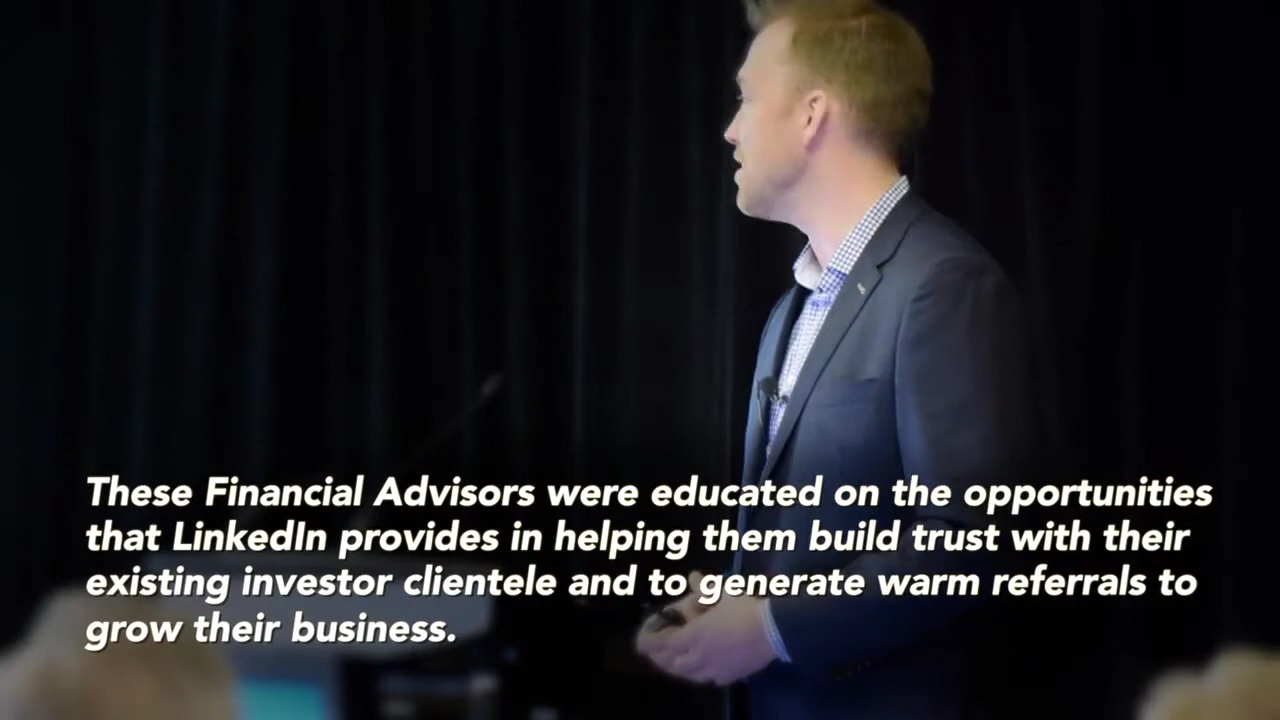 These Financial Advisors were educated on the opportunities
that LinkedIn provides in helping them build trust with their
existing investor clientele and to generate warm referrals to
grow their business.